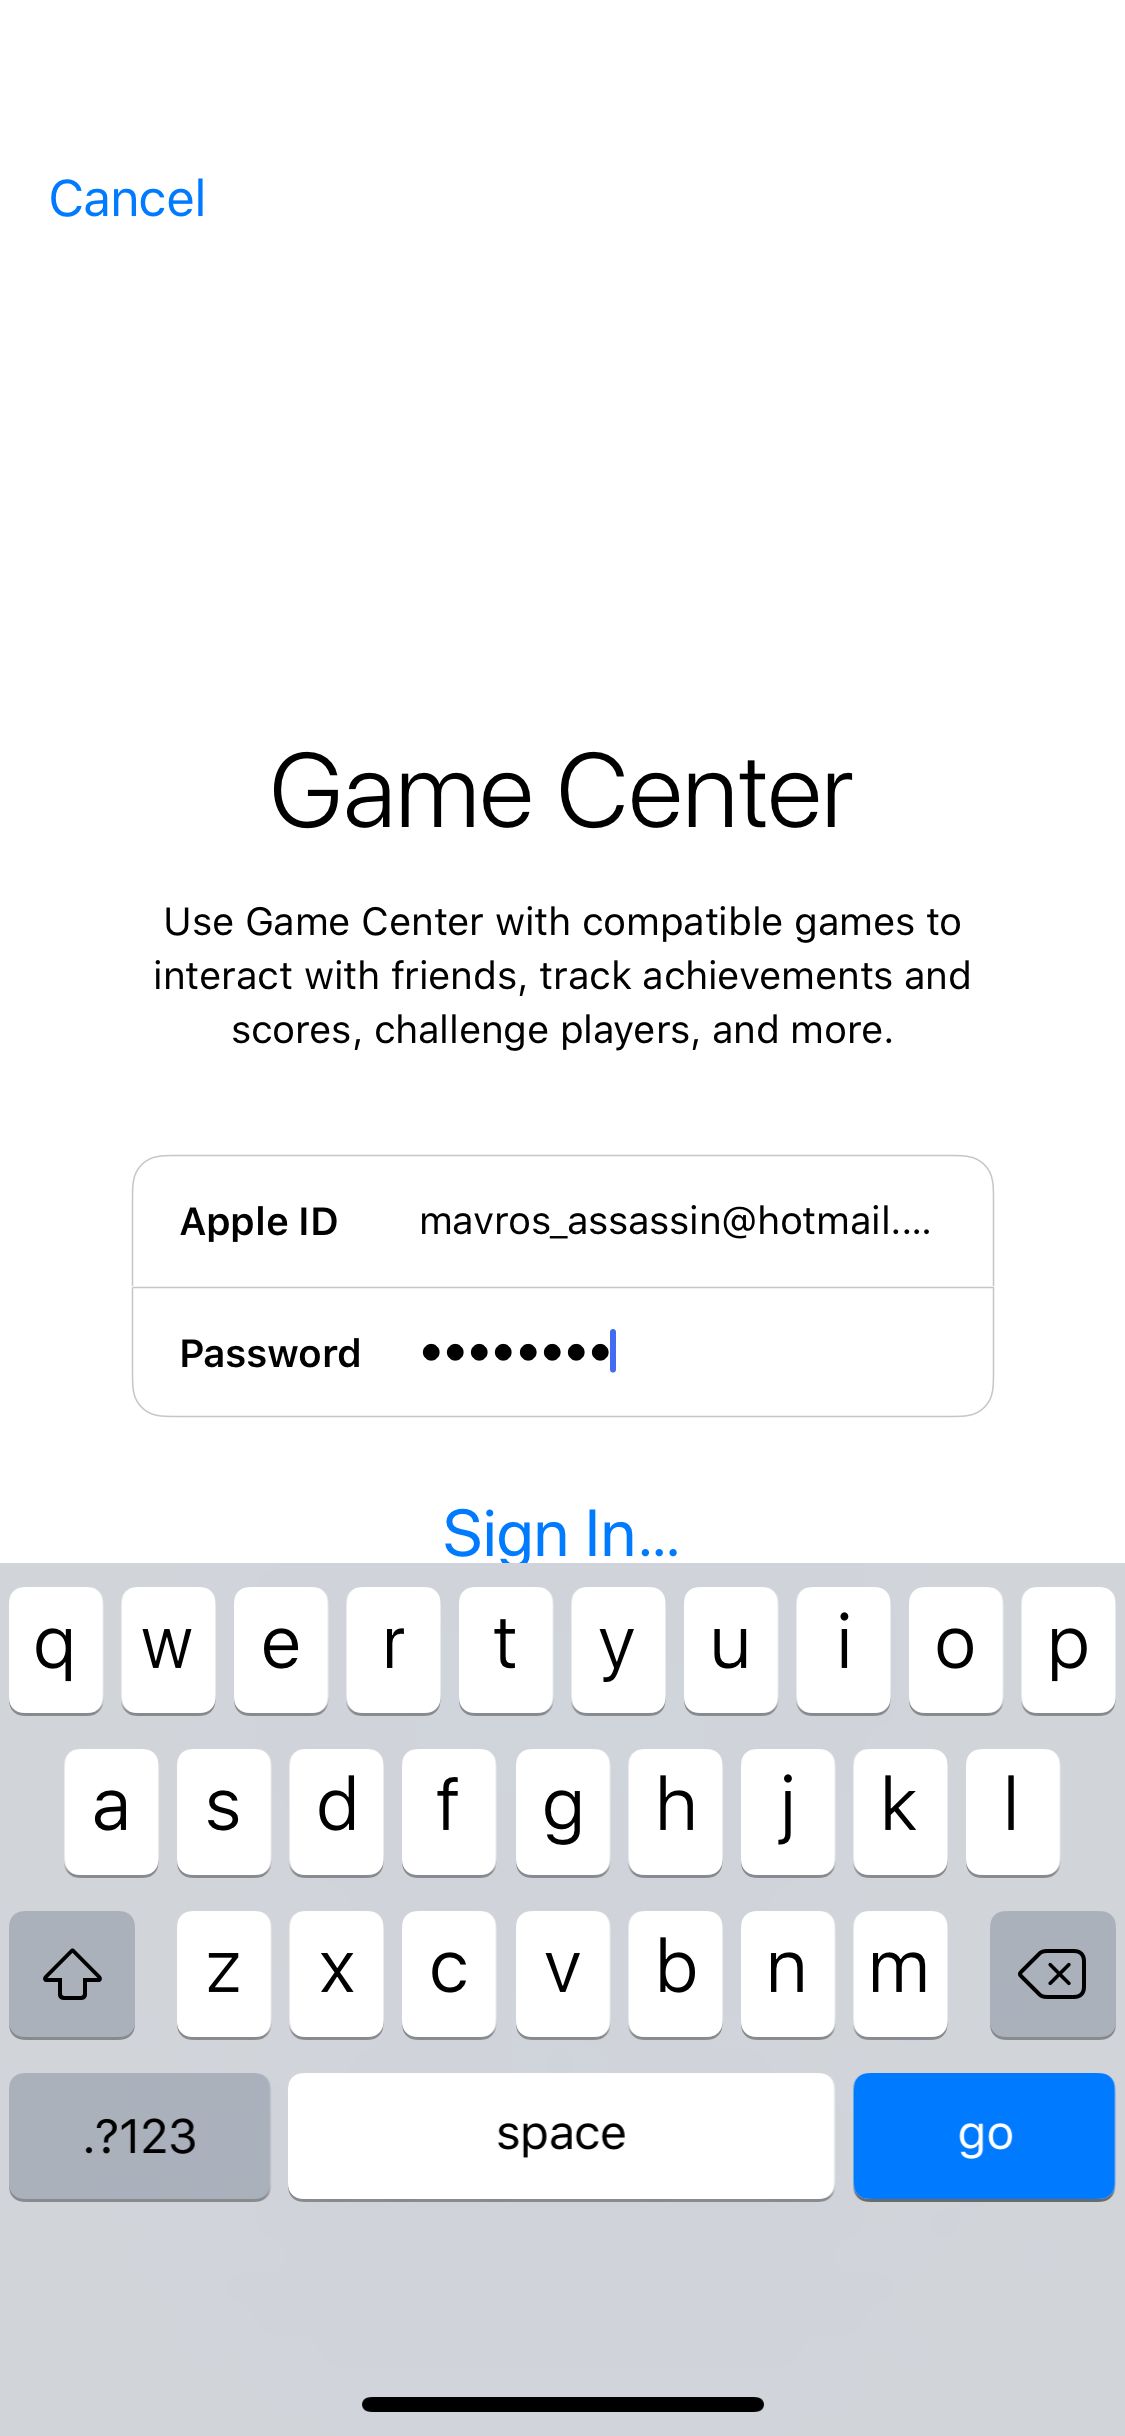 Cancel
Game Center
Use Game Center with compatible games to
interact with friends, track achievements and
scores, challenge players, and more.
Apple ID mavros_assassin@hotmail....
Password ••••••••
Sign In...
q w e r t y u i o p
a s d f g h j k l
z x c v b n m
.?123 space go